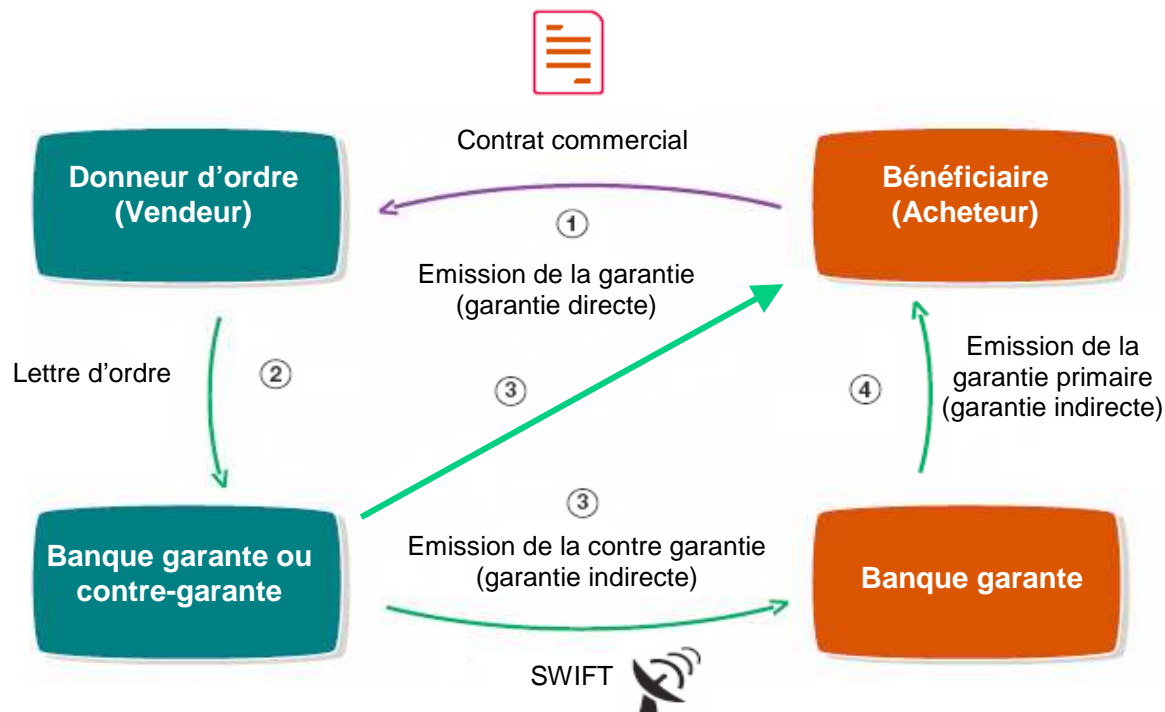 Contrat commercial
Donneur d'ordre
(Vendeur)
Bénéficiaire
(Acheteur)
1
Emission de la garantie
(garantie directe)
Lettre d'ordre
2
3
4
Emission de la
garantie primaire
(garantie indirecte)
3
Emission de la contre garantie
(garantie indirecte)
Banque garante ou
contre-garante
Banque garante
SWIFT